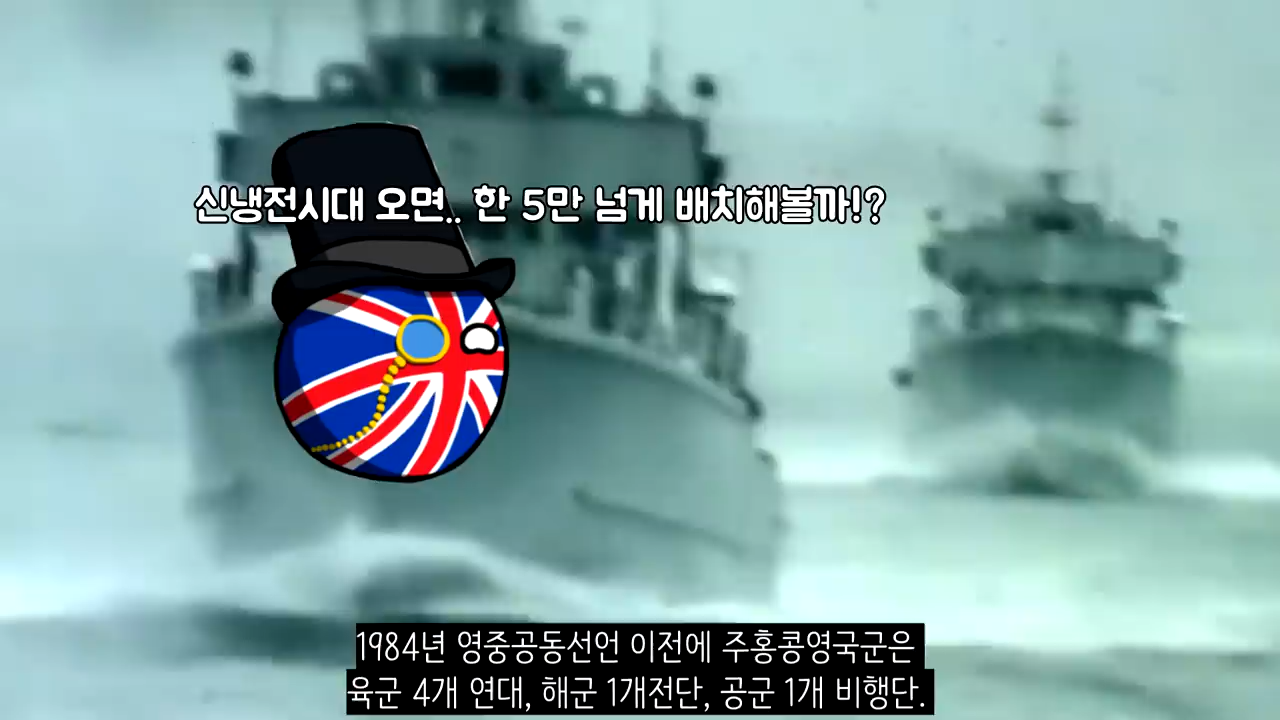 신냉전시대 오면.. 한 5만 넘게 배치해볼까!?
1984년 영중공동선언 이전에 주홍콩영국군은
육군 4개 연대, 해군 1개전단, 공군 1개 비행단.